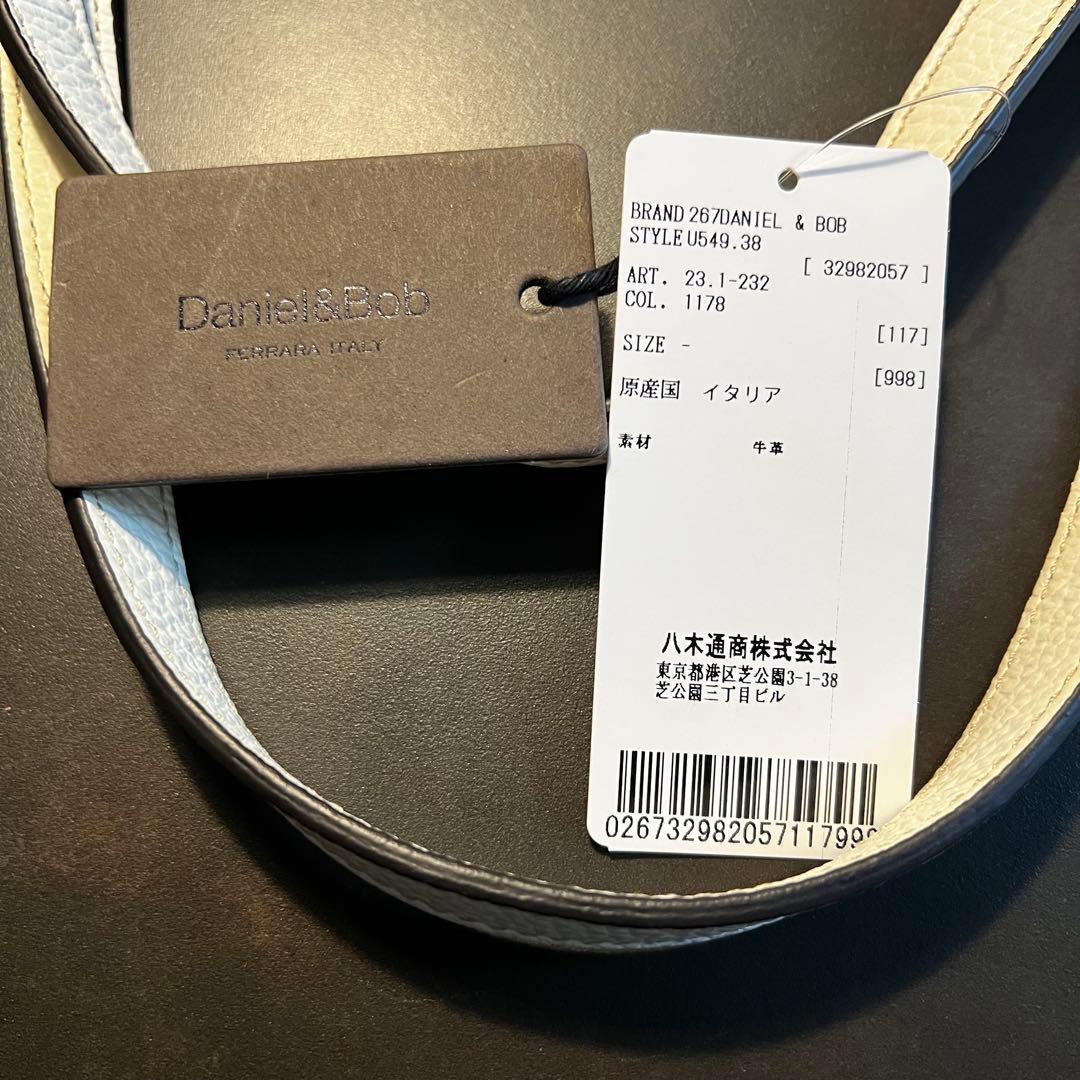 Daniel&Bob
FERRARA ITALY
BRAND 267DANIEL & BOB
STYLE U549.38
[ 32982057 ]
ART. 23.1-232
COL. 1178
SIZE - [117]
[998]
原産国 イタリア
素材 牛革
八木通商株式会社
東京都港区芝公園3-1-38
芝公園三丁目ビル
026732982057117998